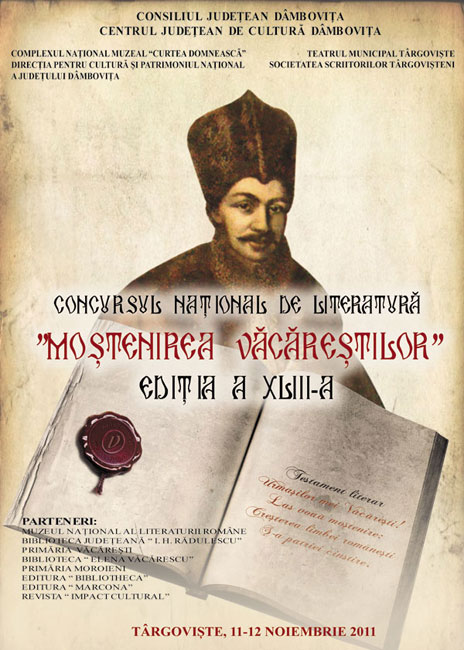 CONSILIUL JUDEȚEAN DÂMBOVIȚA
CENTRUL JUDEȚEAN DE CULTURĂ DÂMBOVIȚA
COMPLEXUL NAȚIONAL MUZEAL “CURTEA DOMNEASCĂ”
DIRECȚIA PENTRU CULTURĂ ȘI PATRIMONIUL NAȚIONAL
A JUDEȚULUI DÂMBOVIȚA
TEATRUL MUNICIPAL TÂRGOVIȘTE
SOCIETATEA SCRIITORILOR TÂRGOVIȘTENI
CONCURSUL NAȚIONAL DE LITERATURĂ
"MOȘTENIREA VĂCĂREȘTILOR"
EDIȚIA A XLIII-A
V
Testament literar
Urmașilor mei Văcărești!
Las vouă moștenire:
Creșterea limbei românești
Ș-a patriei cinstire.
PARTENERI:
MUZEUL NAȚIONAL AL LITERATURII ROMÂNE
BIBLIOTECA JUDEȚEANĂ “ I. H. RĂDULESCU”
PRIMĂRIA VĂCĂREȘTI
BIBLIOTECA “ ELENA VĂCĂRESCU”
PRIMĂRIA MOROIENI
EDITURA “ BIBLIOTHECA”
EDITURA “ MARCONA”
REVISTA “ IMPACT CULTURAL”
TÂRGOVIȘTE, 11-12 NOIEMBRIE 2011